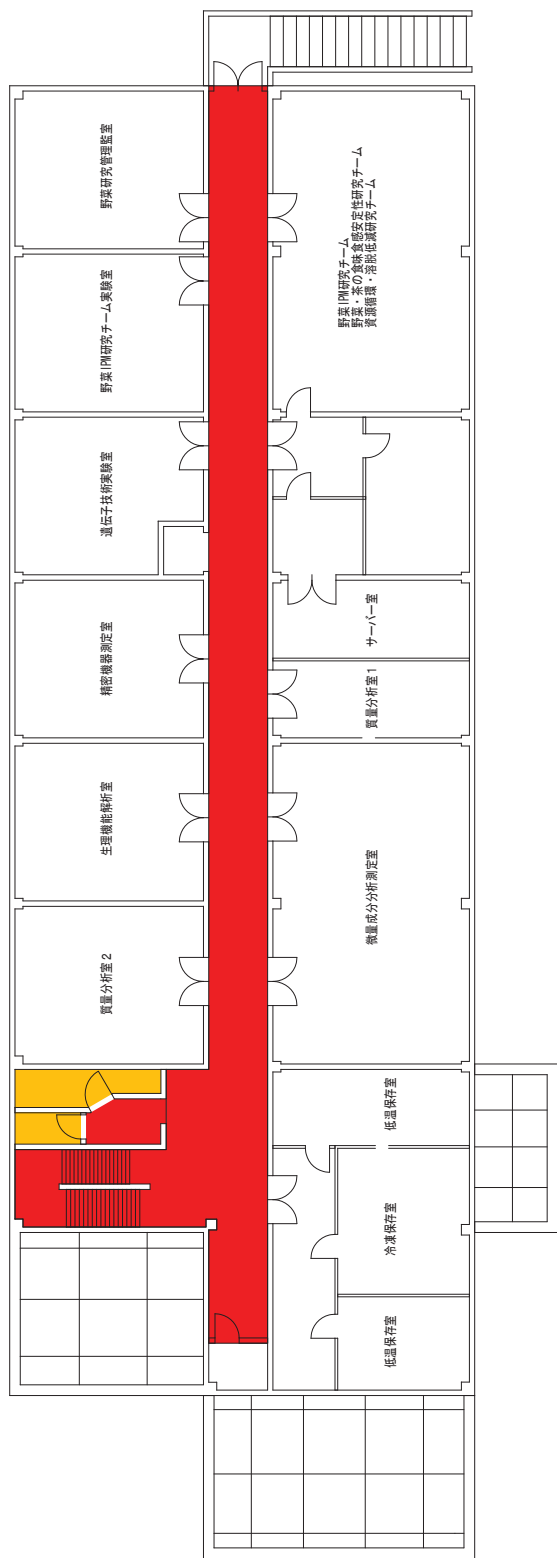 野菜研究管理監室
野菜IPM研究チーム実験室
遺伝子技術実験室
精密機器測定室
生理機能解析室
質量分析室2
野菜IPM研究チーム
野菜・茶の食味食感安定性研究チーム
資源循環・溶脱低減研究チーム
サーバー室
質量分析室1
微量成分分析測定室
低温保存室
冷凍保存室
低温保存室